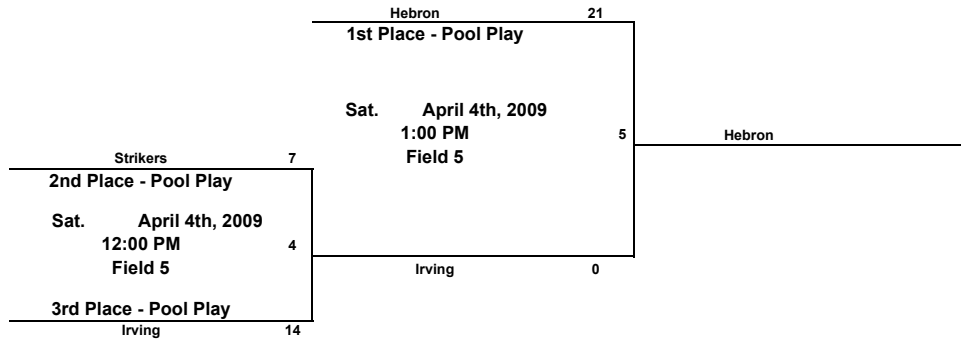 Hebron 21
1st Place - Pool Play
Sat. April 4th, 2009
1:00 PM 5
Field 5
Hebron
Strikers 7
2nd Place - Pool Play
Sat. April 4th, 2009
12:00 PM 4
Field 5
Irving 0
3rd Place - Pool Play
Irving 14